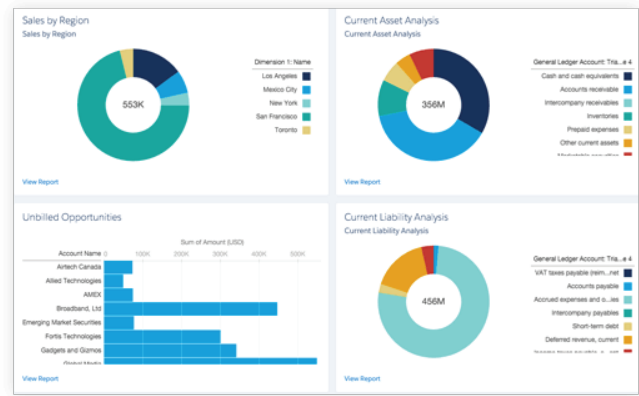 Sales by Region
Sales by Region
Dimension 1: Name
Los Angeles
Mexico City
New York
San Francisco
Toronto
553K
View Report
Current Asset Analysis
Current Asset Analysis
General Ledger Account: Tria...e 4
Cash and cash equivalents
Accounts receivable
Intercompany receivables
Inventories
Prepaid expenses
Other current assets
356M
View Report
Unbilled Opportunities
Sum of Amount (USD)
Account Name 0 100K 200K 300K 400K 500K
Airtech Canada
Allied Technologies
AMEX
Broadband, Ltd
Emerging Market Securities
Fortis Technologies
Gadgets and Gizmos
Global Media
View Report
Current Liability Analysis
Current Liability Analysis
General Ledger Account: Tria...e 4
VAT taxes payable (reim...net
Accounts payable
Accrued expenses and o...ies
Intercompany payables
Short-term debt
Deferred revenue, current
456M
View Report